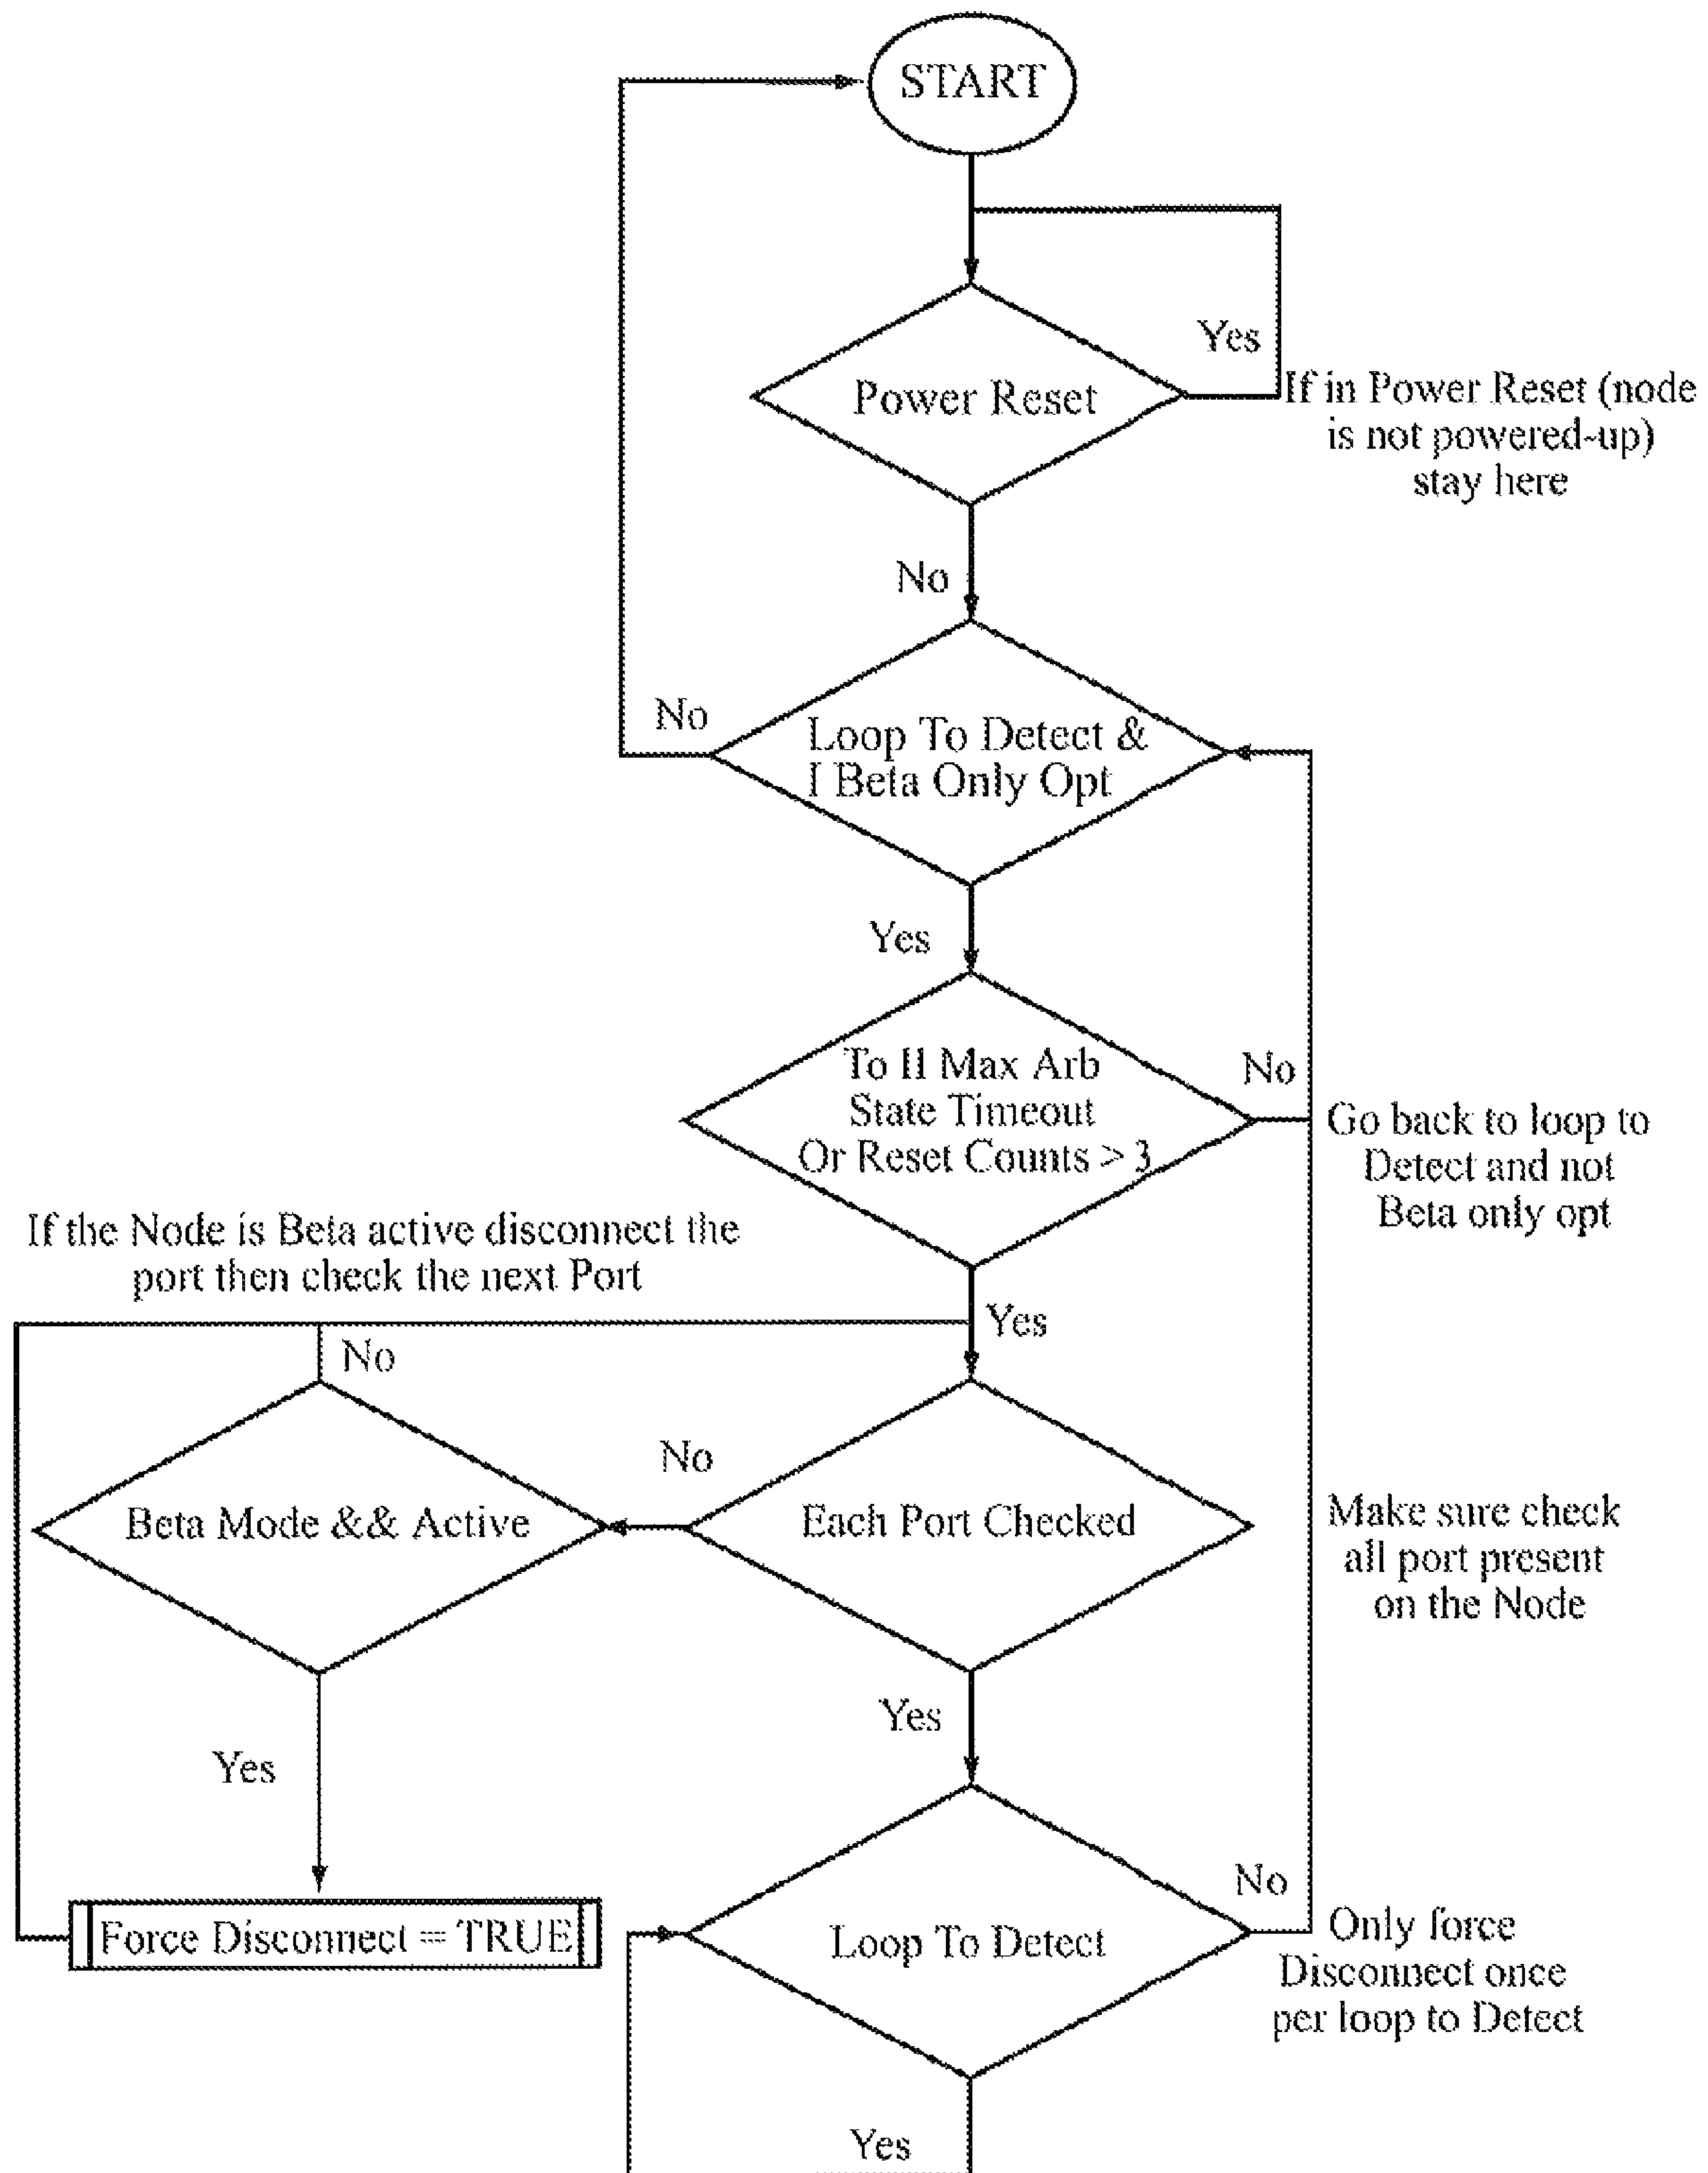 START
Yes
Power Reset
If in Power Reset (node
is not powered-up)
stay here
No
No
Loop To Detect &
I Beta Only Opt
Yes
To II Max Arb
State Timeout
Or Reset Counts > 3
No
Go back to loop to
Detect and not
Beta only opt
If the Node is Beta active disconnect the
port then check the next Port
Yes
No
No
Beta Mode && Active
Each Port Checked
Make sure check
all port present
on the Node
Yes
Yes
No
Force Disconnect = TRUE
Loop To Detect
Only force
Disconnect once
per loop to Detect
Yes